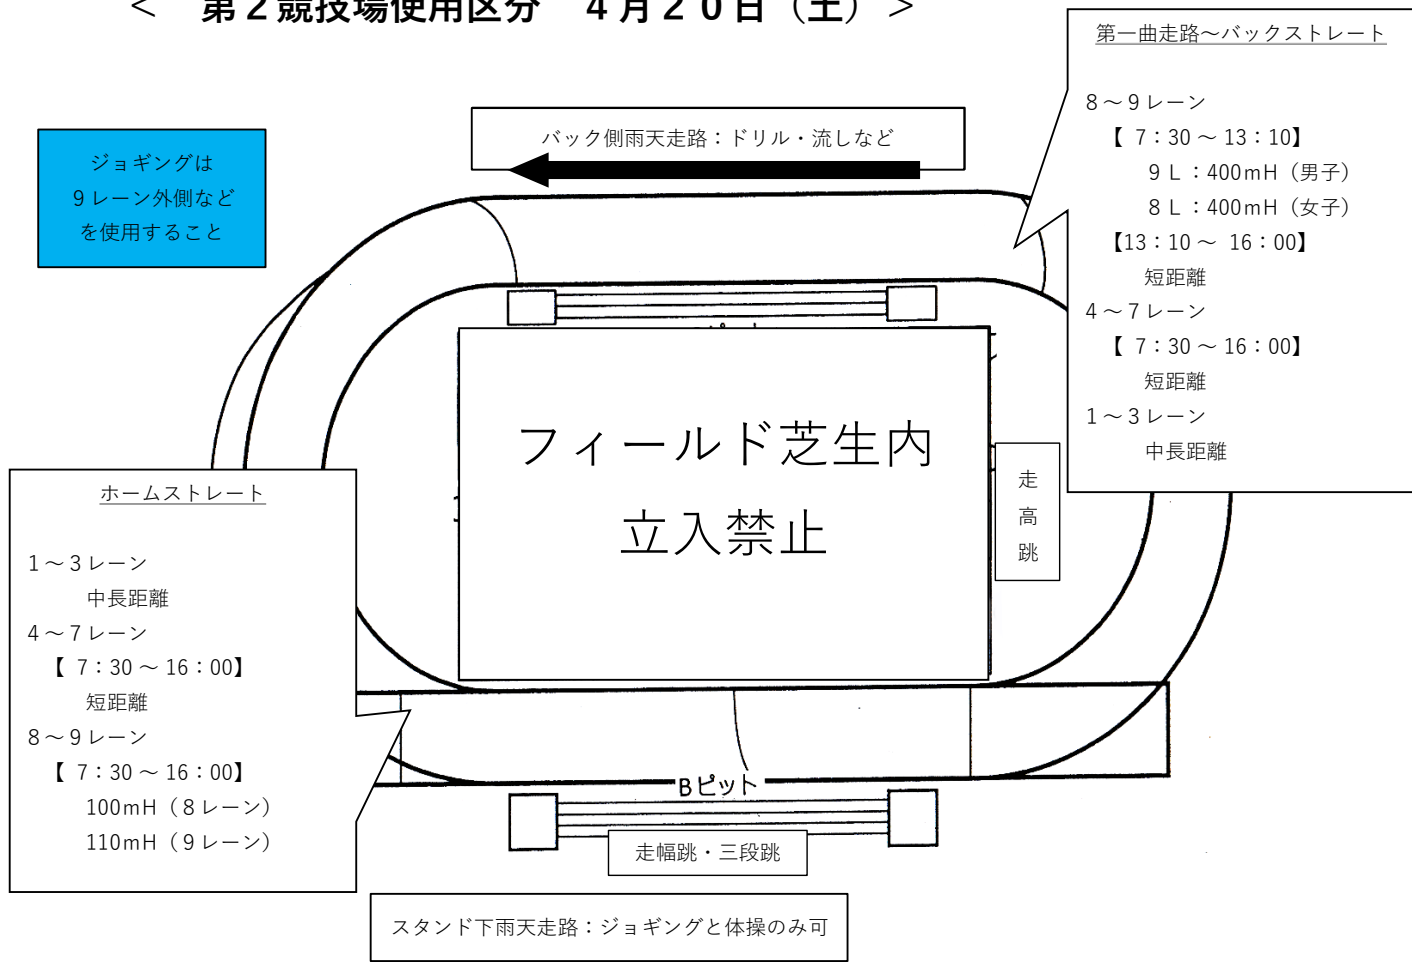 ＜　第２競技場使用区分　４月２０日（土）＞
第一曲走路～バックストレート
8～9レーン
【 7：30 ～ 13：10】
9 L ：400mH（男子）
8 L ：400mH（女子）
【13：10 ～ 16：00】
短距離
4～7レーン
【 7：30 ～ 16：00】
短距離
1～3レーン
中長距離
バック側雨天走路：ドリル・流しなど
ジョギングは
9レーン外側など
を使用すること
フィールド芝生内
立入禁止
走
高
跳
ホームストレート
1～3レーン
中長距離
4～7レーン
【 7：30 ～ 16：00】
短距離
8～9レーン
【 7：30 ～ 16：00】
100mH（8レーン）
110mH（9レーン）
Bピット
走幅跳・三段跳
スタンド下雨天走路：ジョギングと体操のみ可